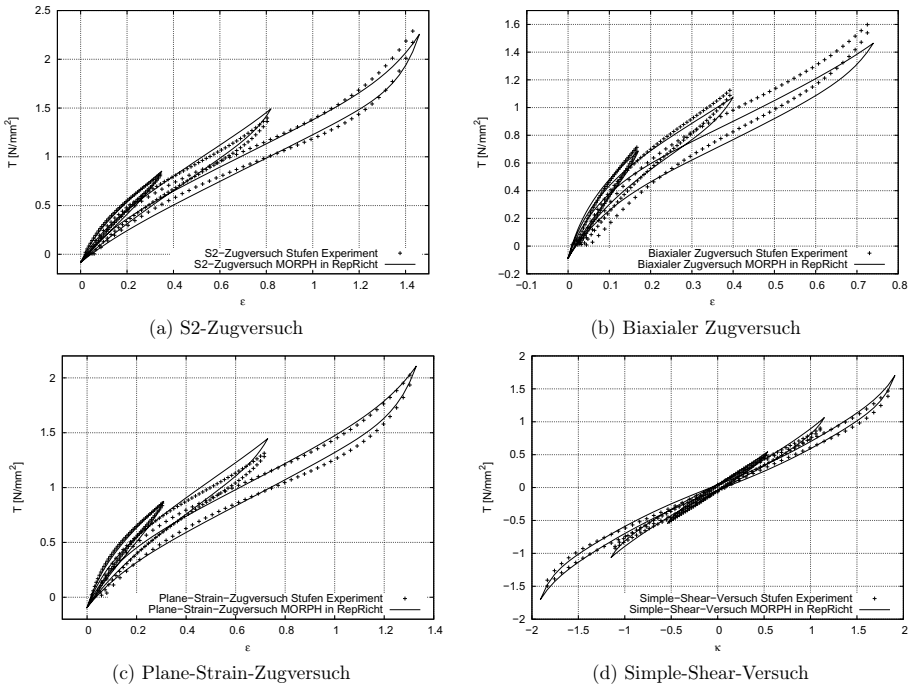 2.5
2
1.5
1
0.5
0
T [N/mm²]
0 0.2 0.4 0.6 0.8 1 1.2 1.4
ε
S2−Zugversuch Stufen Experiment
S2−Zugversuch MORPH in RepRicht
(a) S2-Zugversuch
1.6
1.4
1.2
1
0.8
0.6
0.4
0.2
0
−0.2
T [N/mm²]
−0.1 0 0.1 0.2 0.3 0.4 0.5 0.6 0.7 0.8
ε
Biaxialer Zugversuch Stufen Experiment
Biaxialer Zugversuch MORPH in RepRicht
(b) Biaxialer Zugversuch
2
1.5
1
0.5
0
T [N/mm²]
0 0.2 0.4 0.6 0.8 1 1.2 1.4
ε
Plane−Strain−Zugversuch Stufen Experiment
Plane−Strain−Zugversuch MORPH in RepRicht
(c) Plane-Strain-Zugversuch
2
1.5
1
0.5
0
−0.5
−1
−1.5
−2
T [N/mm²]
−2 −1.5 −1 −0.5 0 0.5 1 1.5 2
κ
Simple−Shear−Versuch Stufen Experiment
Simple−Shear−Versuch MORPH in RepRicht
(d) Simple-Shear-Versuch